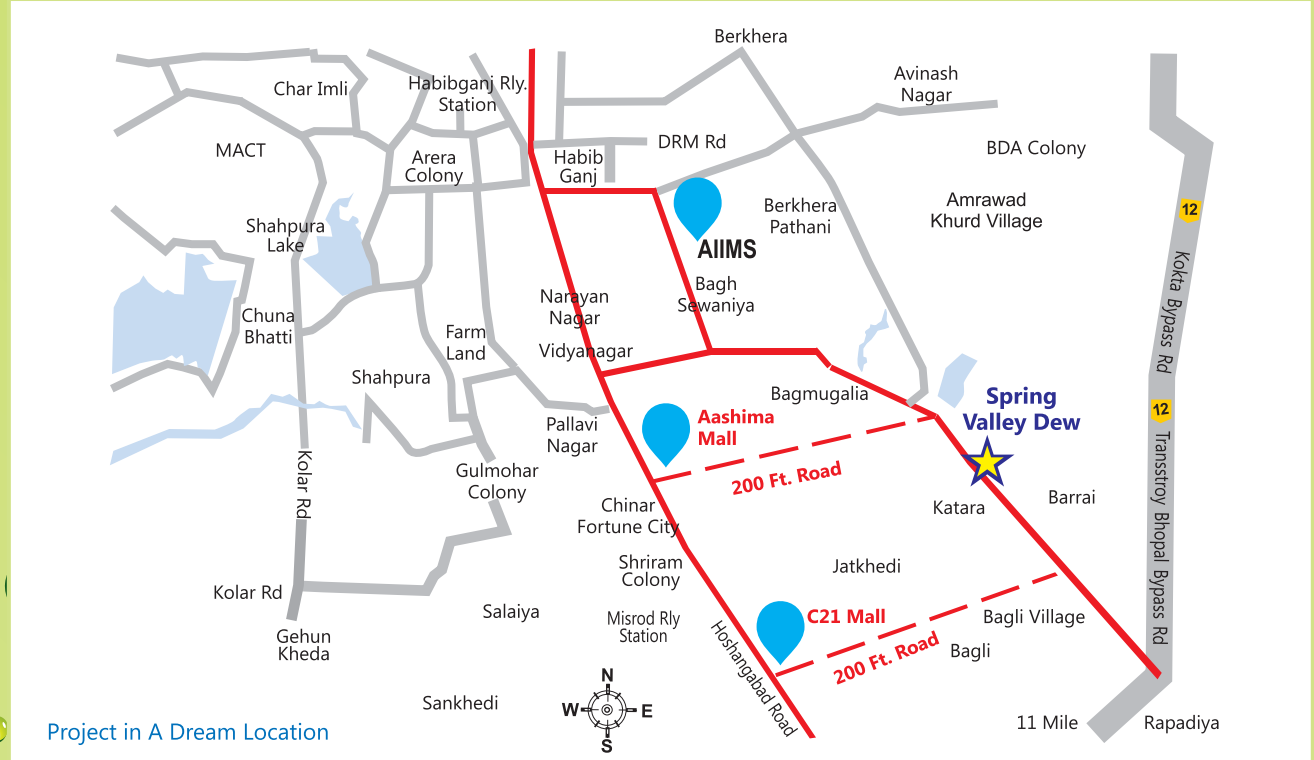 Berkhera
Avinash
Nagar
Char Imli
Habibganj Rly.
Station
DRM Rd
MACT
Arera
Colony
Habib
Ganj
BDA Colony
Amrawad
Khurd Village
Berkhera
Pathani
12
Shahpura
Lake
AIIMS
Kokta Bypass Rd
Bagh
Sewaniya
Narayan
Nagar
Chuna
Bhatti
Farm
Land
Vidyanagar
Shahpura
Bagmugalia
Spring
Valley Dew
12
Aashima
Mall
Pallavi
Nagar
200 Ft. Road
Gulmohar
Colony
Kolar Rd
Katara
Barrai
Transstroy Bhopal Bypass Rd
Chinar
Fortune City
Shriram
Colony
Jatkhedi
Kolar Rd
Salaiya
Misrod Rly
Station
C21 Mall
Bagli Village
Gehun
Kheda
Hoshangabad Road
200 Ft. Road
Bagli
N
W
E
S
Sankhedi
11 Mile
Rapadiya
Project in A Dream Location